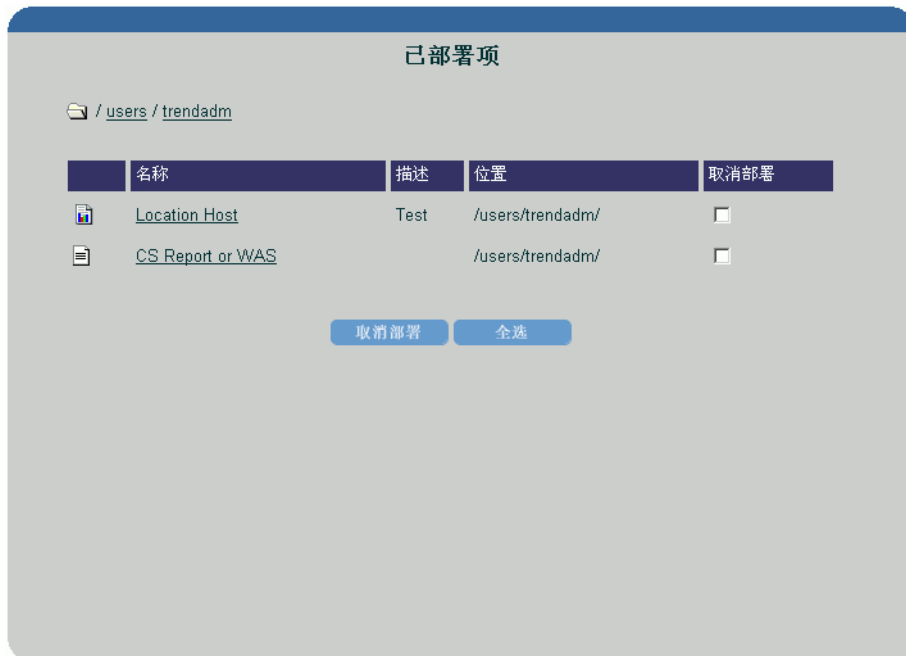 已部署项
/ users / trendadm
名称 描述 位置 取消部署
Location Host Test /users/trendadm/
CS Report or WAS /users/trendadm/
取消部署 全选